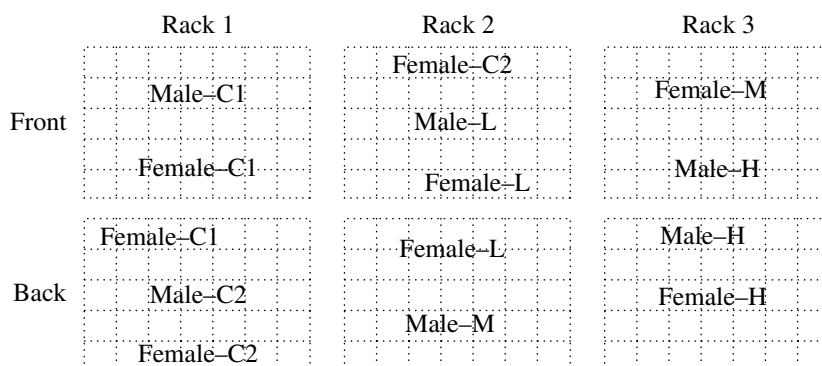 Rack 1 Rack 2 Rack 3
Front
Male–C1
Female–C1
Female–C2
Male–L
Female–L
Female–M
Male–H
Back
Female–C1
Male–C2
Female–C2
Female–L
Male–M
Male–H
Female–H